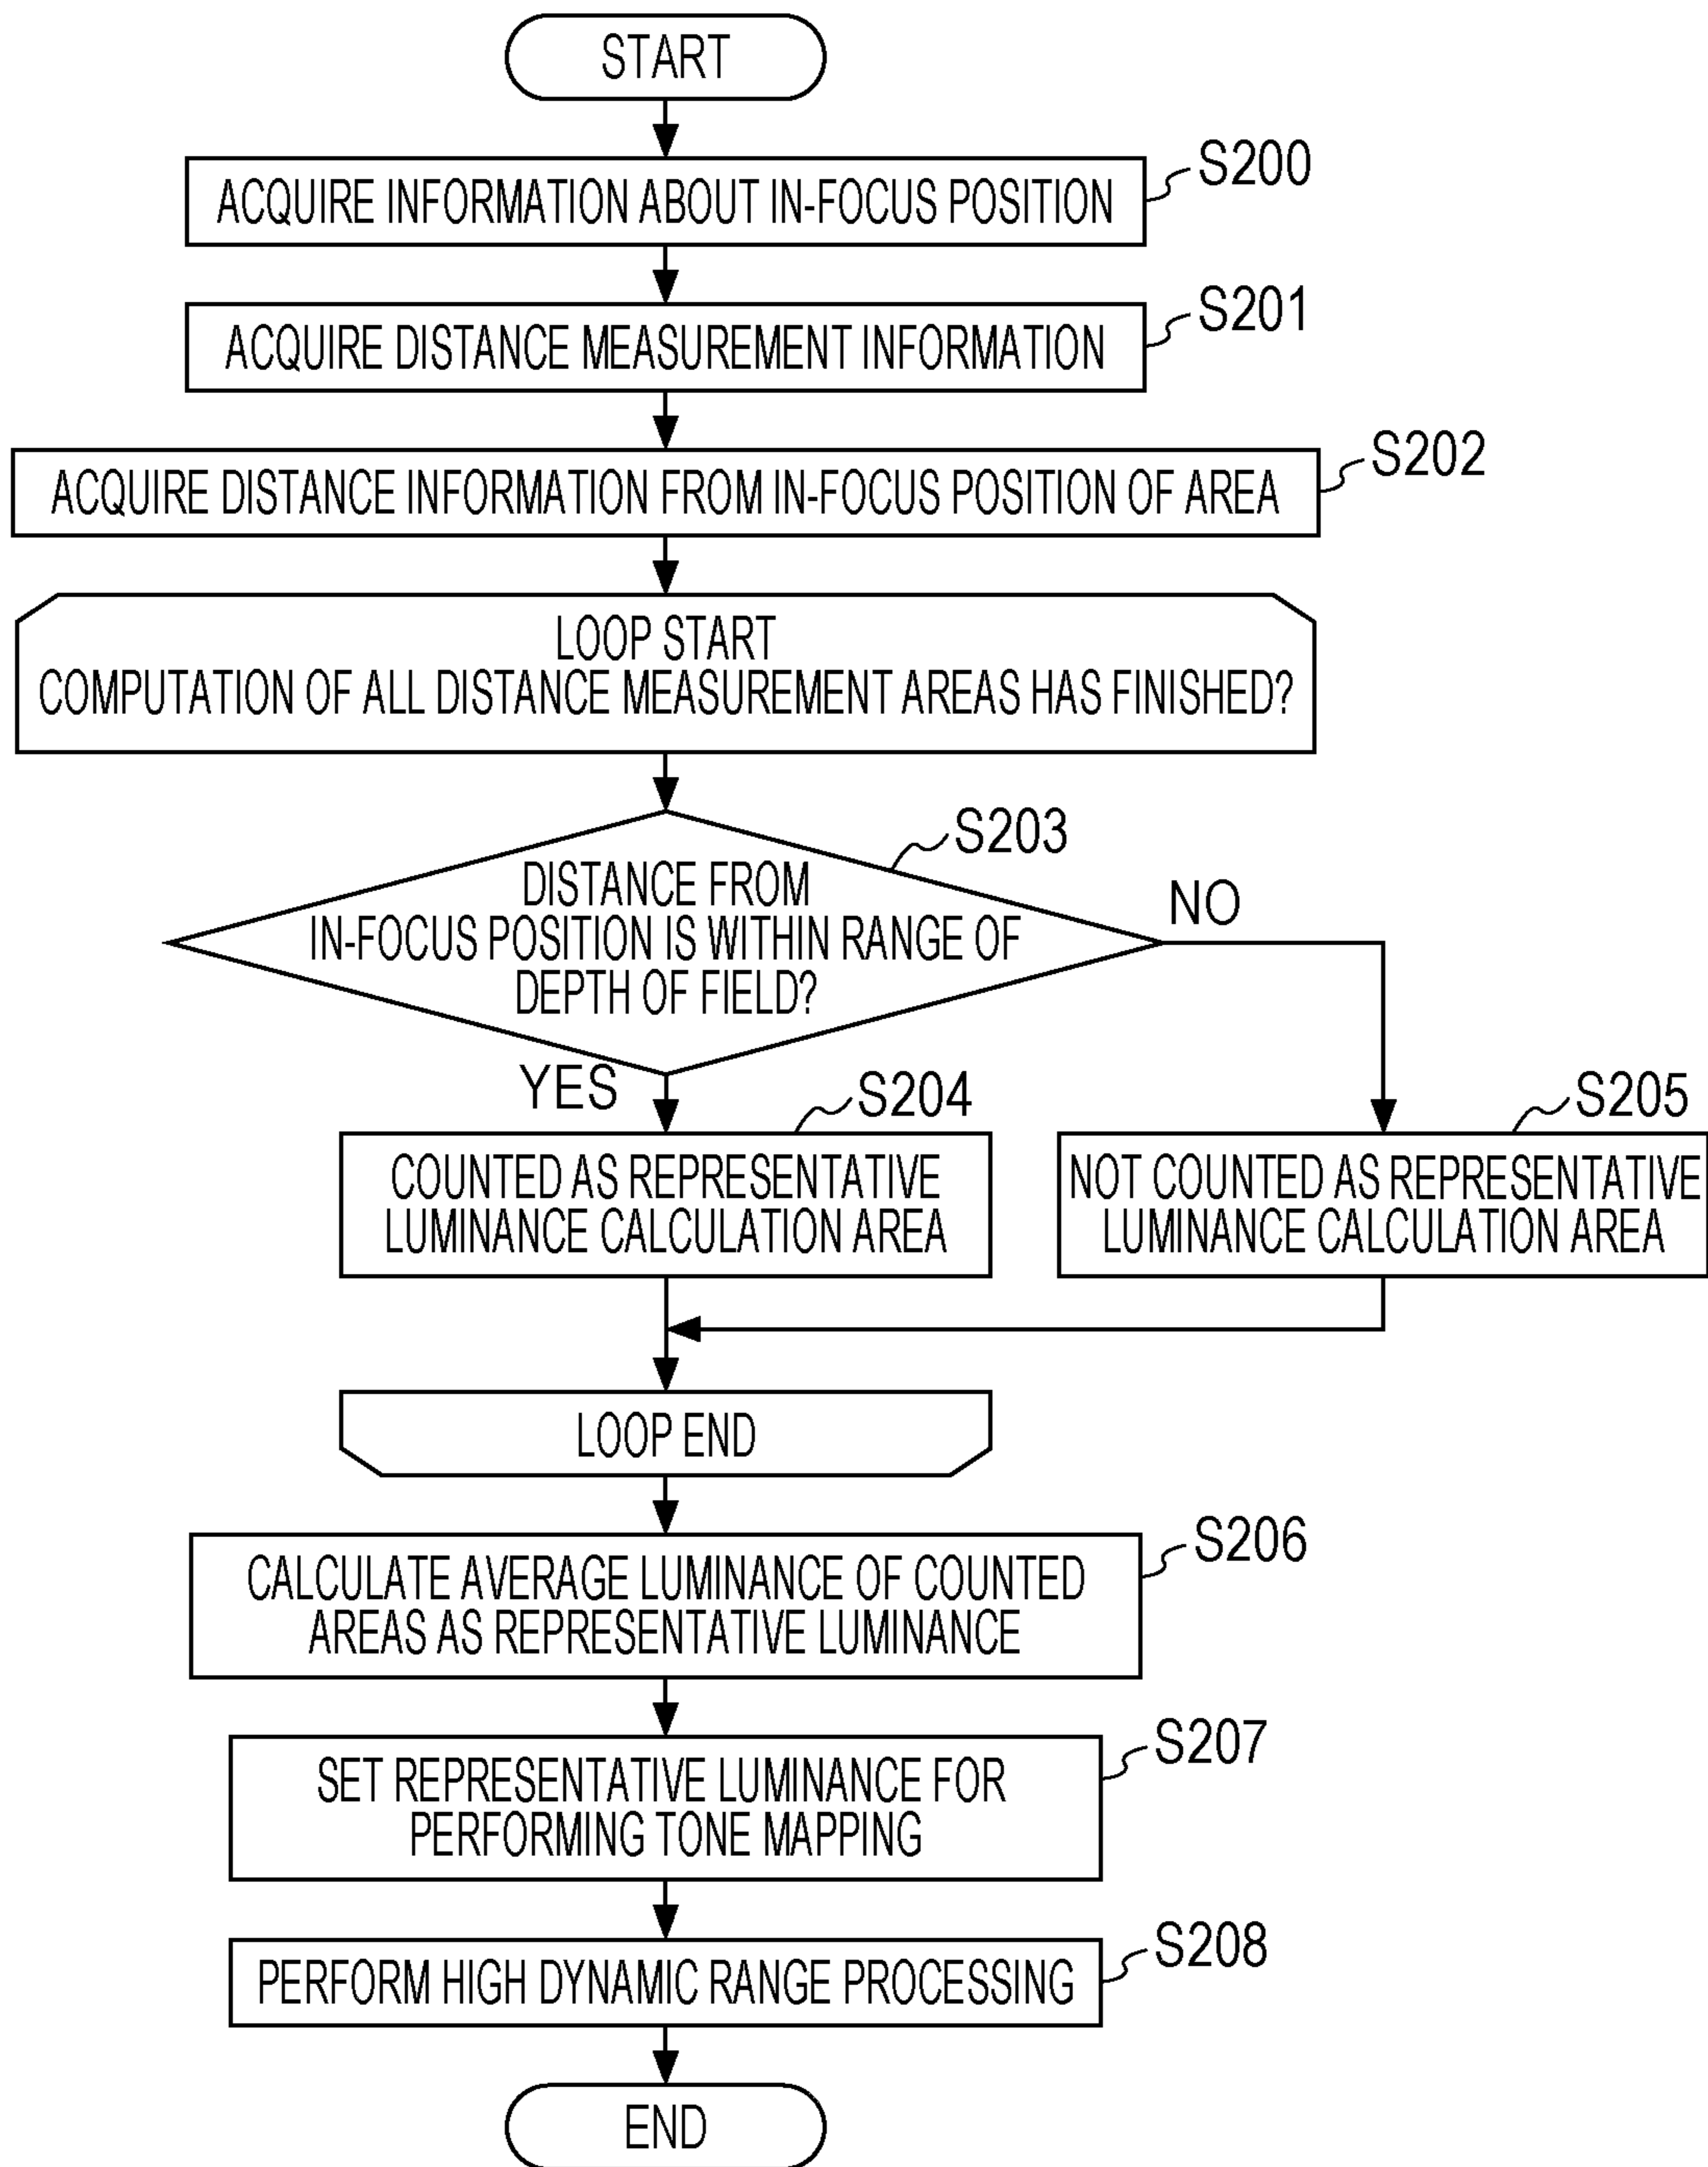 START
ACQUIRE INFORMATION ABOUT IN-FOCUS POSITION
S200
ACQUIRE DISTANCE MEASUREMENT INFORMATION
S201
ACQUIRE DISTANCE INFORMATION FROM IN-FOCUS POSITION OF AREA
S202
LOOP START
COMPUTATION OF ALL DISTANCE MEASUREMENT AREAS HAS FINISHED?
S203
DISTANCE FROM
IN-FOCUS POSITION IS WITHIN RANGE OF
DEPTH OF FIELD?
NO
YES
S204
COUNTED AS REPRESENTATIVE
LUMINANCE CALCULATION AREA
S205
NOT COUNTED AS REPRESENTATIVE
LUMINANCE CALCULATION AREA
LOOP END
S206
CALCULATE AVERAGE LUMINANCE OF COUNTED
AREAS AS REPRESENTATIVE LUMINANCE
S207
SET REPRESENTATIVE LUMINANCE FOR
PERFORMING TONE MAPPING
S208
PERFORM HIGH DYNAMIC RANGE PROCESSING
END